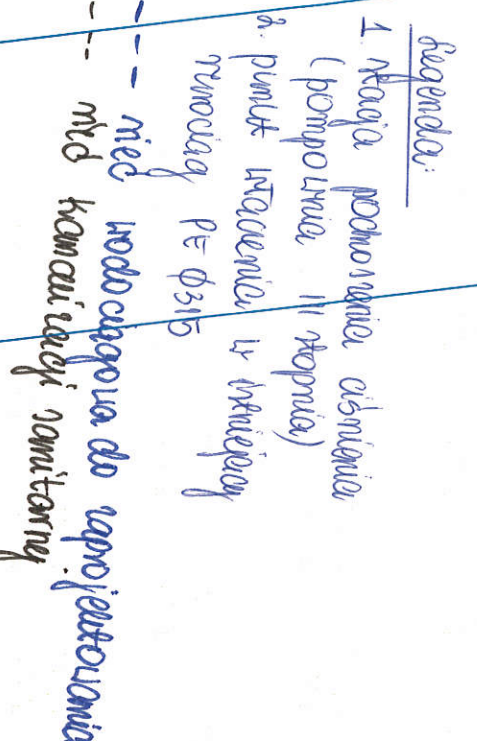 Legenda:
1. stacja podnoszenia ciśnienia
(pompownia III stopnia)
2. punkt włączenia w istniejący
rurociąg PE ϕ315
--- sieć wodociągowa do zaprojektowania
--- sieć kanalizacji sanitarnej.